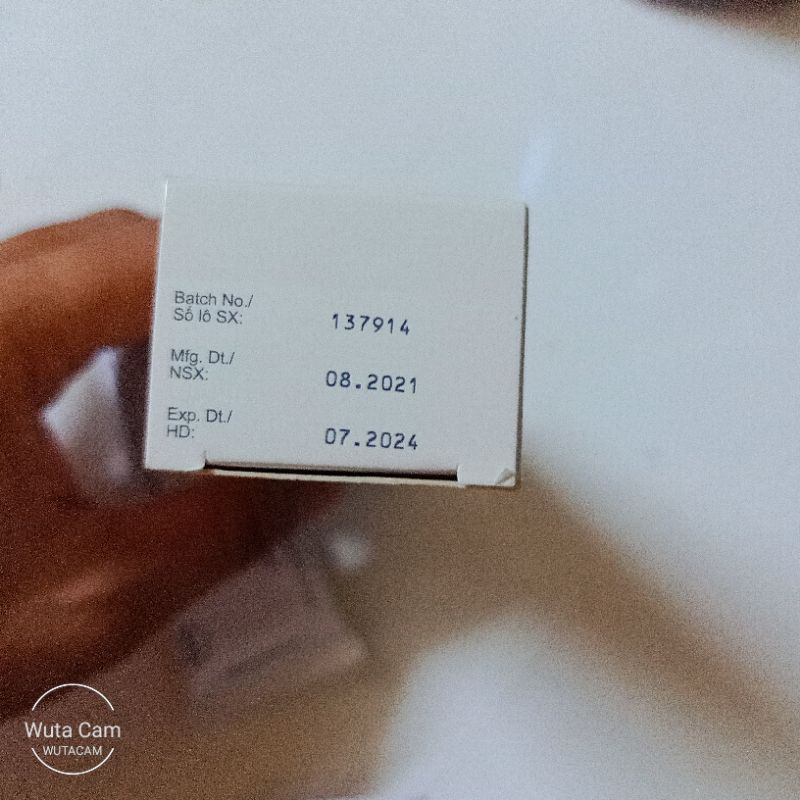 Batch No./
Số lô SX:
137914
Mfg. Dt./
NSX:
08.2021
Exp. Dt./
HD:
07.2024
Wuta Cam
WUTACAM